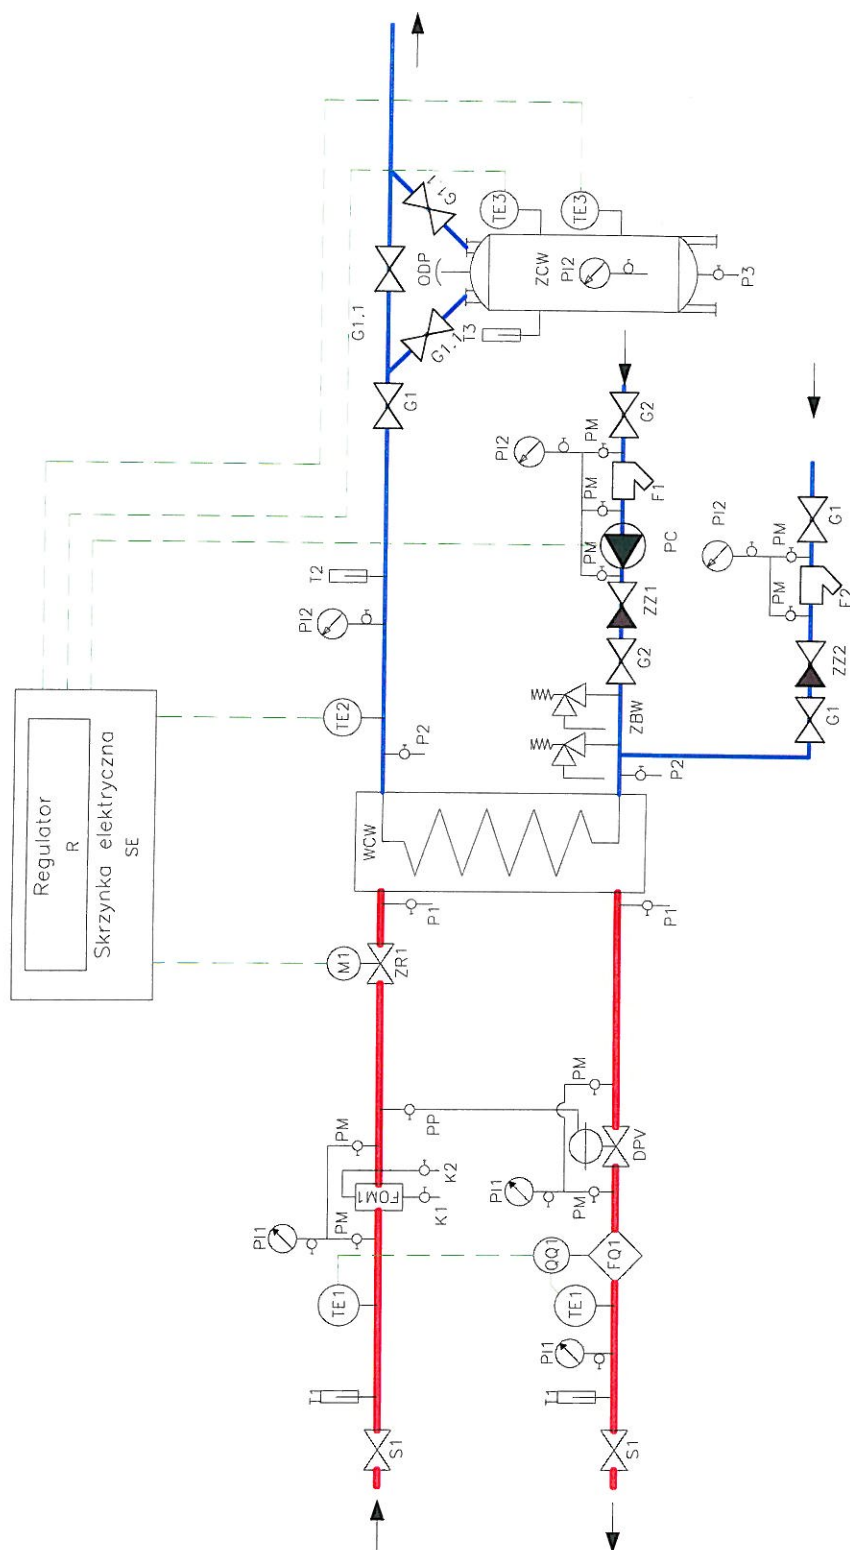 Regulator
R
Skrzynka elektryczna
SE
S1
T1
TE1
PI1
PM
PM
FOM1
K1
K2
PP
M1
ZR1
P1
WCW
P2
TE2
PI2
T2
G1
G1.1
G1.1
G1.1
ODP
T3
TE3
TE3
ZCW
PI2
P3
S1
T1
PI1
TE1
QQ1
FQ1
PI1
PM
DPV
PM
P1
P2
ZBW
G2
ZZ1
PC
PM
PM
PM
PI2
F1
G2
G1
ZZ2
PM
PM
PI2
F2
G1